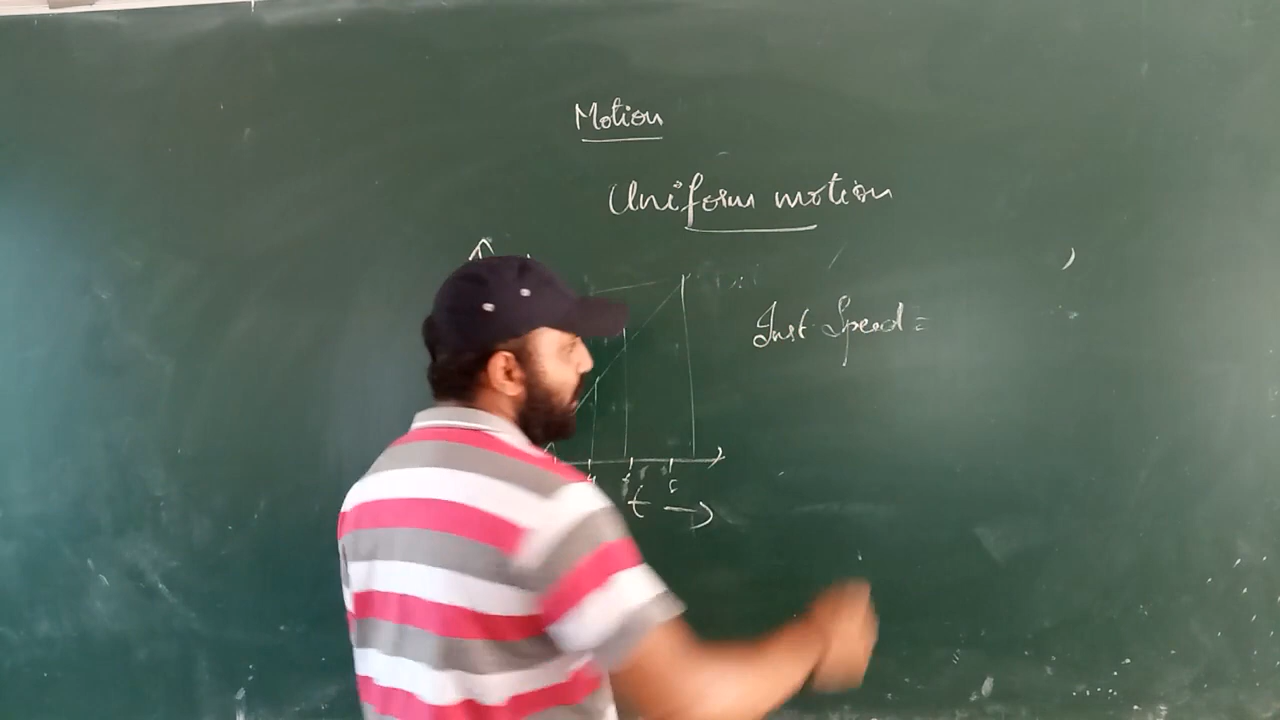 Motion
Uniform motion
Inst Speed =
t →